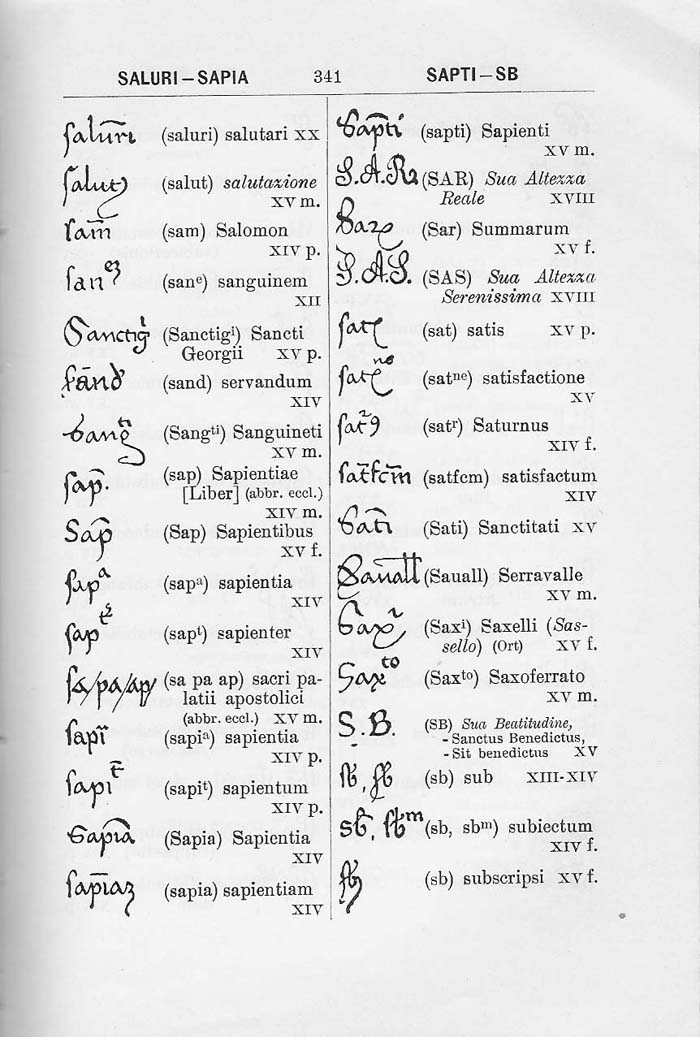 SALURI – SAPIA 341 SAPTI – SB
(saluri) salutari XX
(salut) salutazione
XV m.
(sam) Salomon
XIV p.
(sanᵉ) sanguinem
XII
(Sanctigⁱ) Sancti
Georgii XV p.
(sand) servandum
XIV
(Sangᵗⁱ) Sanguineti
XV m.
(sap) Sapientiae
[Liber] (abbr. eccl.)
XIV m.
(Sap) Sapientibus
XV f.
(sapᵃ) sapientia
XIV
(sapᵗ) sapienter
XIV
(sa pa ap) sacri pa-
latii apostolici
(abbr. eccl.) XV m.
(sapiᵃ) sapientia
XIV p.
(sapiᵗ) sapientum
XIV p.
(Sapia) Sapientia
XIV
(sapia) sapientiam
XIV
(sapti) Sapienti
XV m.
S.A.R. (SAR) Sua Altezza
Reale XVIII
(Sar) Summarum
XV f.
S.A.S. (SAS) Sua Altezza
Serenissima XVIII
(sat) satis XV p.
(satⁿᵉ) satisfactione
XV
(satʳ) Saturnus
XIV f.
(satfcm) satisfactum
XIV
(Sati) Sanctitati XV
(Sauall) Serravalle
XV m.
(Saxⁱ) Saxelli (Sas-
sello) (Ort) XV f.
(Saxᵗᵒ) Saxoferrato
XV m.
S.B. (SB) Sua Beatitudine,
- Sanctus Benedictus,
- Sit benedictus XV
(sb) sub XIII-XIV
(sb, sbᵐ) subiectum
XIV f.
(sb) subscripsi XV f.